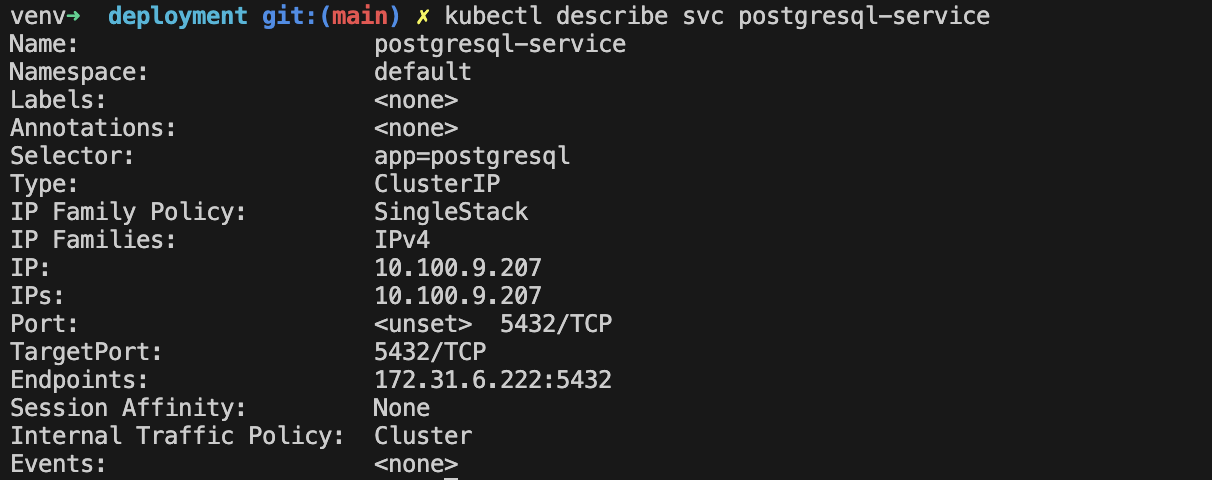 venv➜  deployment git:(main) ✗ kubectl describe svc postgresql-service
Name:                     postgresql-service
Namespace:                default
Labels:                   <none>
Annotations:              <none>
Selector:                 app=postgresql
Type:                     ClusterIP
IP Family Policy:         SingleStack
IP Families:              IPv4
IP:                       10.100.9.207
IPs:                      10.100.9.207
Port:                     <unset>  5432/TCP
TargetPort:               5432/TCP
Endpoints:                172.31.6.222:5432
Session Affinity:         None
Internal Traffic Policy:  Cluster
Events:                   <none>